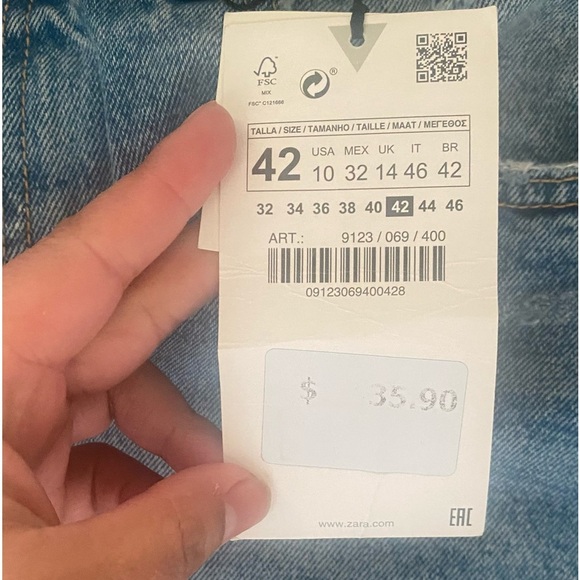 FSC
MIX
FSC® C121688
®
TALLA / SIZE / TAMANHO / TAILLE / MAAT / ΜΕΓΕΘΟΣ
42 USA MEX UK IT BR
10 32 14 46 42
32 34 36 38 40 42 44 46
ART.: 9123 / 069 / 400
09123069400428
$ 35.90
www.zara.com
EAC